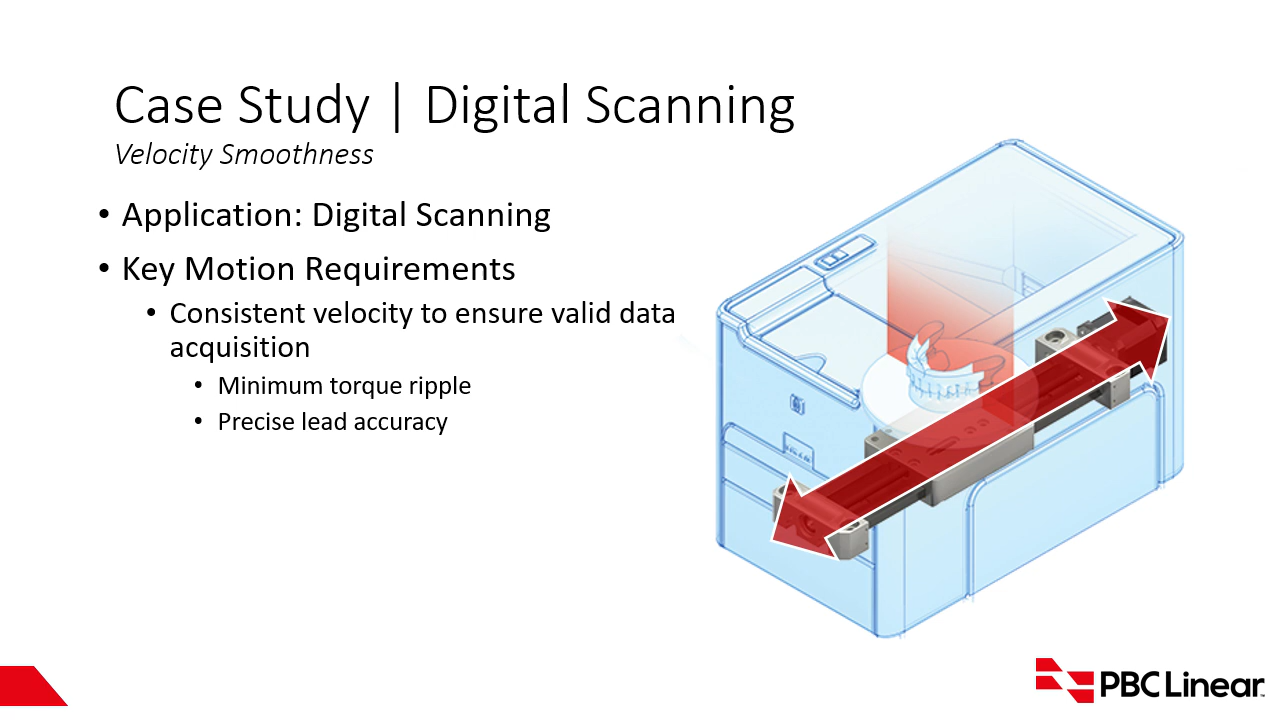 Case Study | Digital Scanning
Velocity Smoothness
• Application: Digital Scanning
• Key Motion Requirements
• Consistent velocity to ensure valid data
acquisition
• Minimum torque ripple
• Precise lead accuracy
PBC Linear™